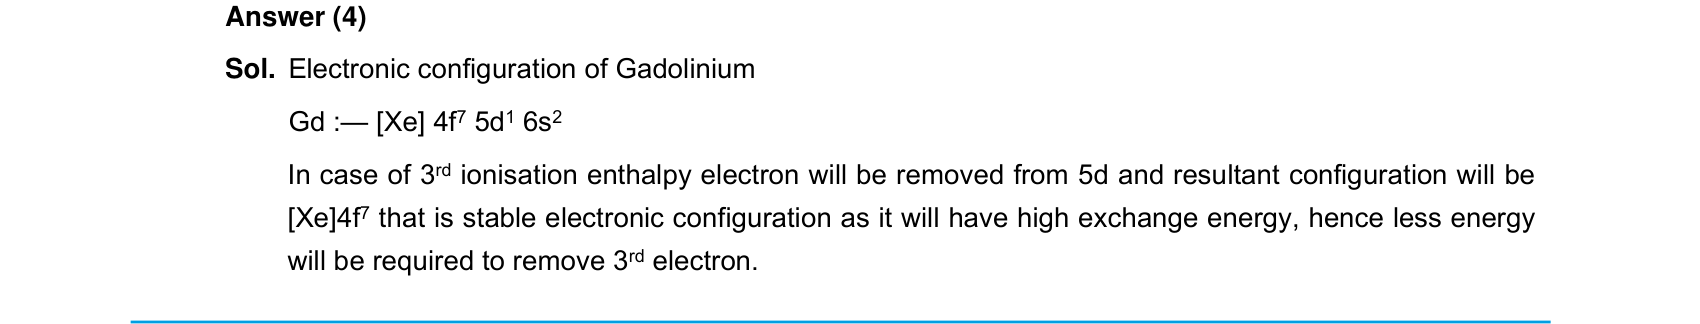 Answer (4)
Sol. Electronic configuration of Gadolinium
Gd :— [Xe] 4f⁷ 5d¹ 6s²
In case of 3ʳᵈ ionisation enthalpy electron will be removed from 5d and resultant configuration will be
[Xe]4f⁷ that is stable electronic configuration as it will have high exchange energy, hence less energy
will be required to remove 3ʳᵈ electron.